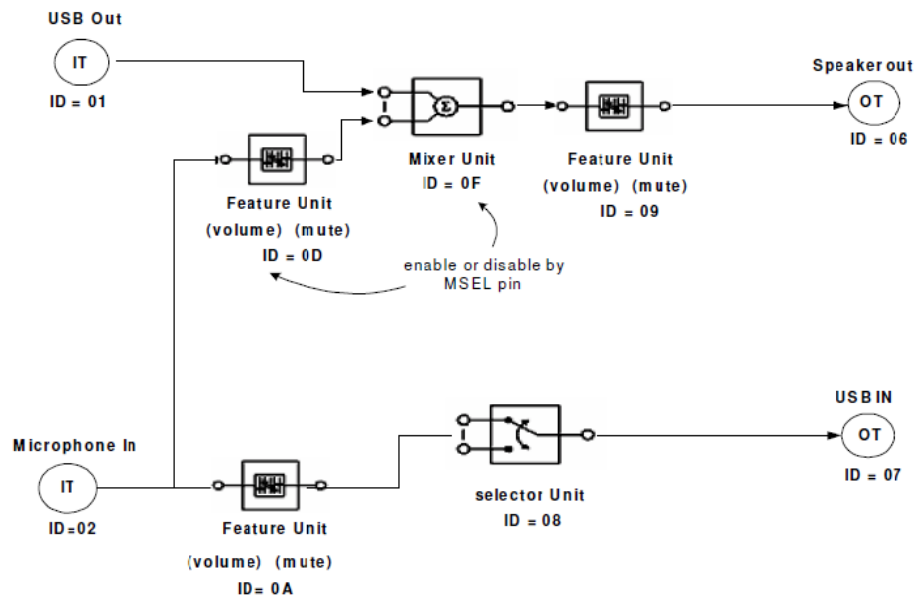 USB Out
IT
ID = 01
Σ
Mixer Unit
ID = 0F
Feature Unit
(volume) (mute)
ID = 09
Speaker out
OT
ID = 06
Feature Unit
(volume) (mute)
ID = 0D
enable or disable by
MSEL pin
Microphone In
IT
ID=02
Feature Unit
(volume) (mute)
ID= 0A
selector Unit
ID = 08
USB IN
OT
ID = 07